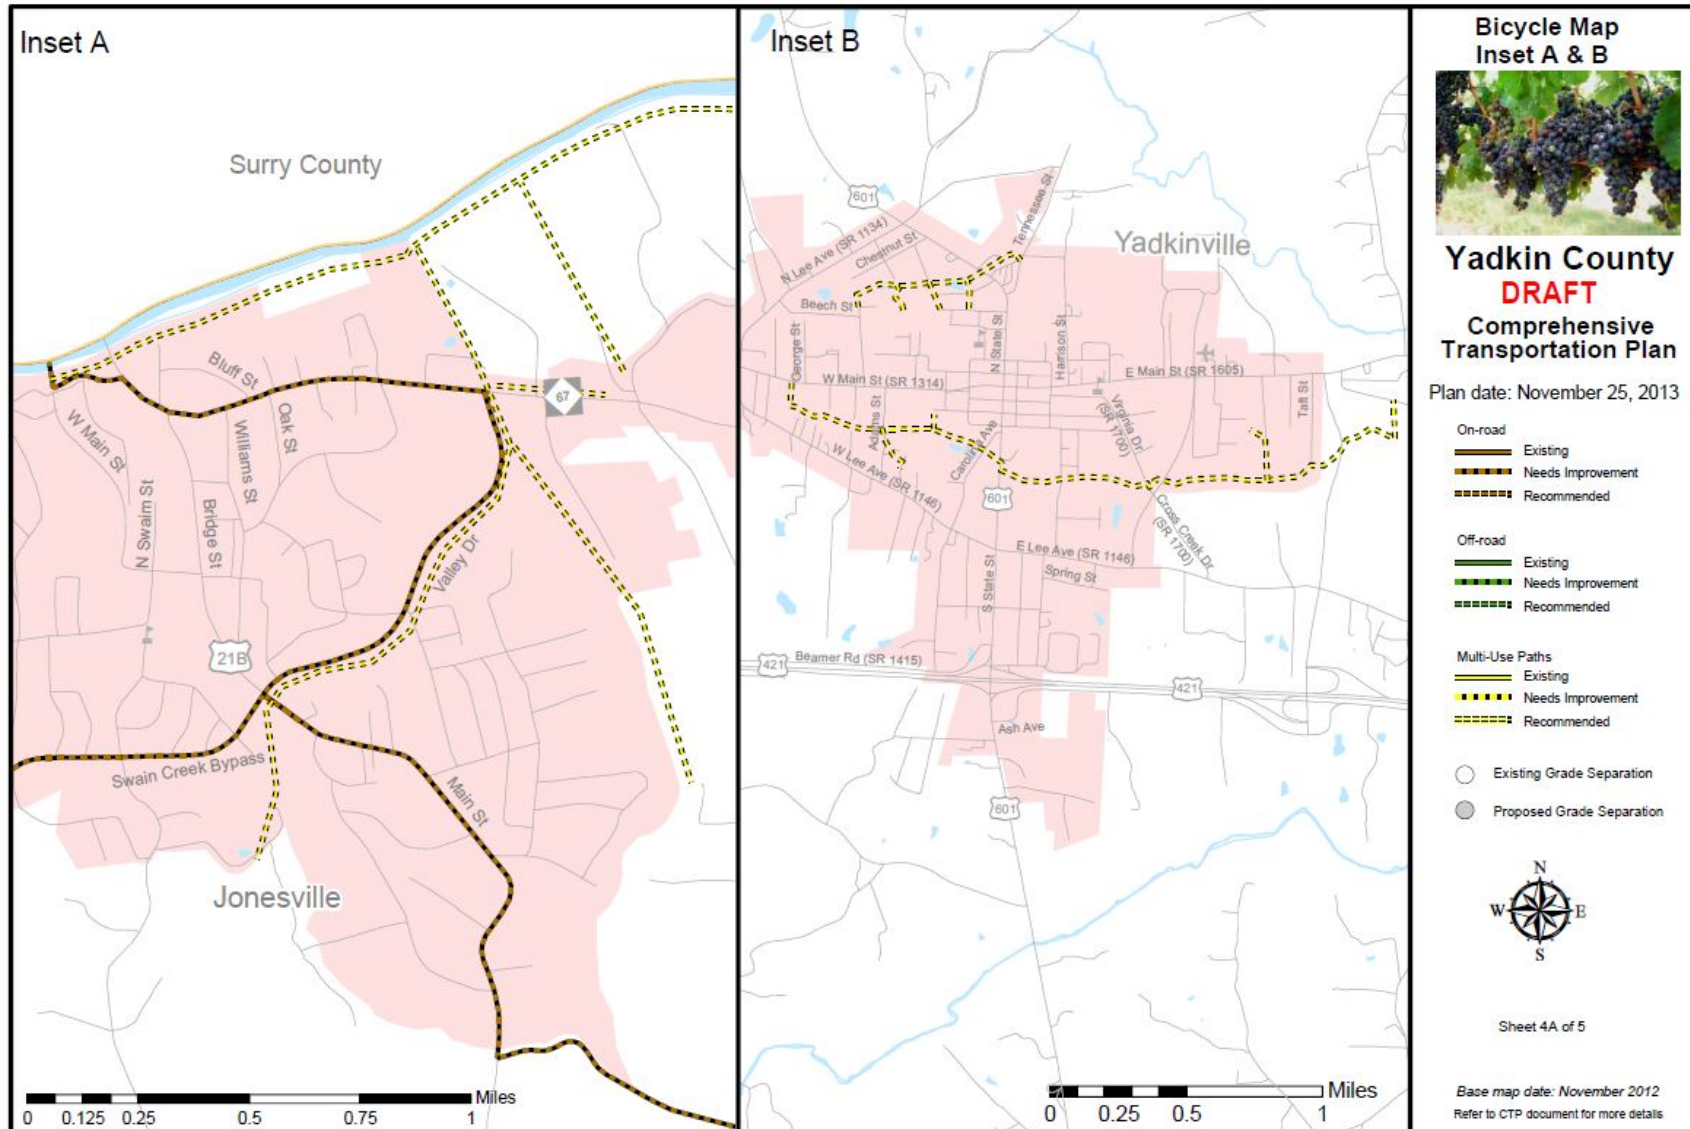 Inset A
Surry County
Bluff St
W Main St
Oak St
Williams St
N Swaim St
Bridge St
67
Valley Dr
21B
Swain Creek Bypass
Main St
Jonesville
Miles
0 0.125 0.25 0.5 0.75 1
Inset B
601
Tennessee St
Yadkinville
N Lee Ave (SR 1134)
Chestnut St
Beech St
George St
N State St
Harrison St
W Main St (SR 1314)
E Main St (SR 1605)
Taft St
Adams St
Virginia Dr
(SR 1700)
Carolina Ave
W Lee Ave (SR 1146)
601
Cross Creek Dr
(SR 1700)
E Lee Ave (SR 1146)
Spring St
S State St
421
Beamer Rd (SR 1415)
421
Ash Ave
601
Miles
0 0.25 0.5 1
Bicycle Map
Inset A & B
Yadkin County
DRAFT
Comprehensive
Transportation Plan
Plan date: November 25, 2013
On-road
Existing
Needs Improvement
Recommended
Off-road
Existing
Needs Improvement
Recommended
Multi-Use Paths
Existing
Needs Improvement
Recommended
Existing Grade Separation
Proposed Grade Separation
N
W E
S
Sheet 4A of 5
Base map date: November 2012
Refer to CTP document for more details